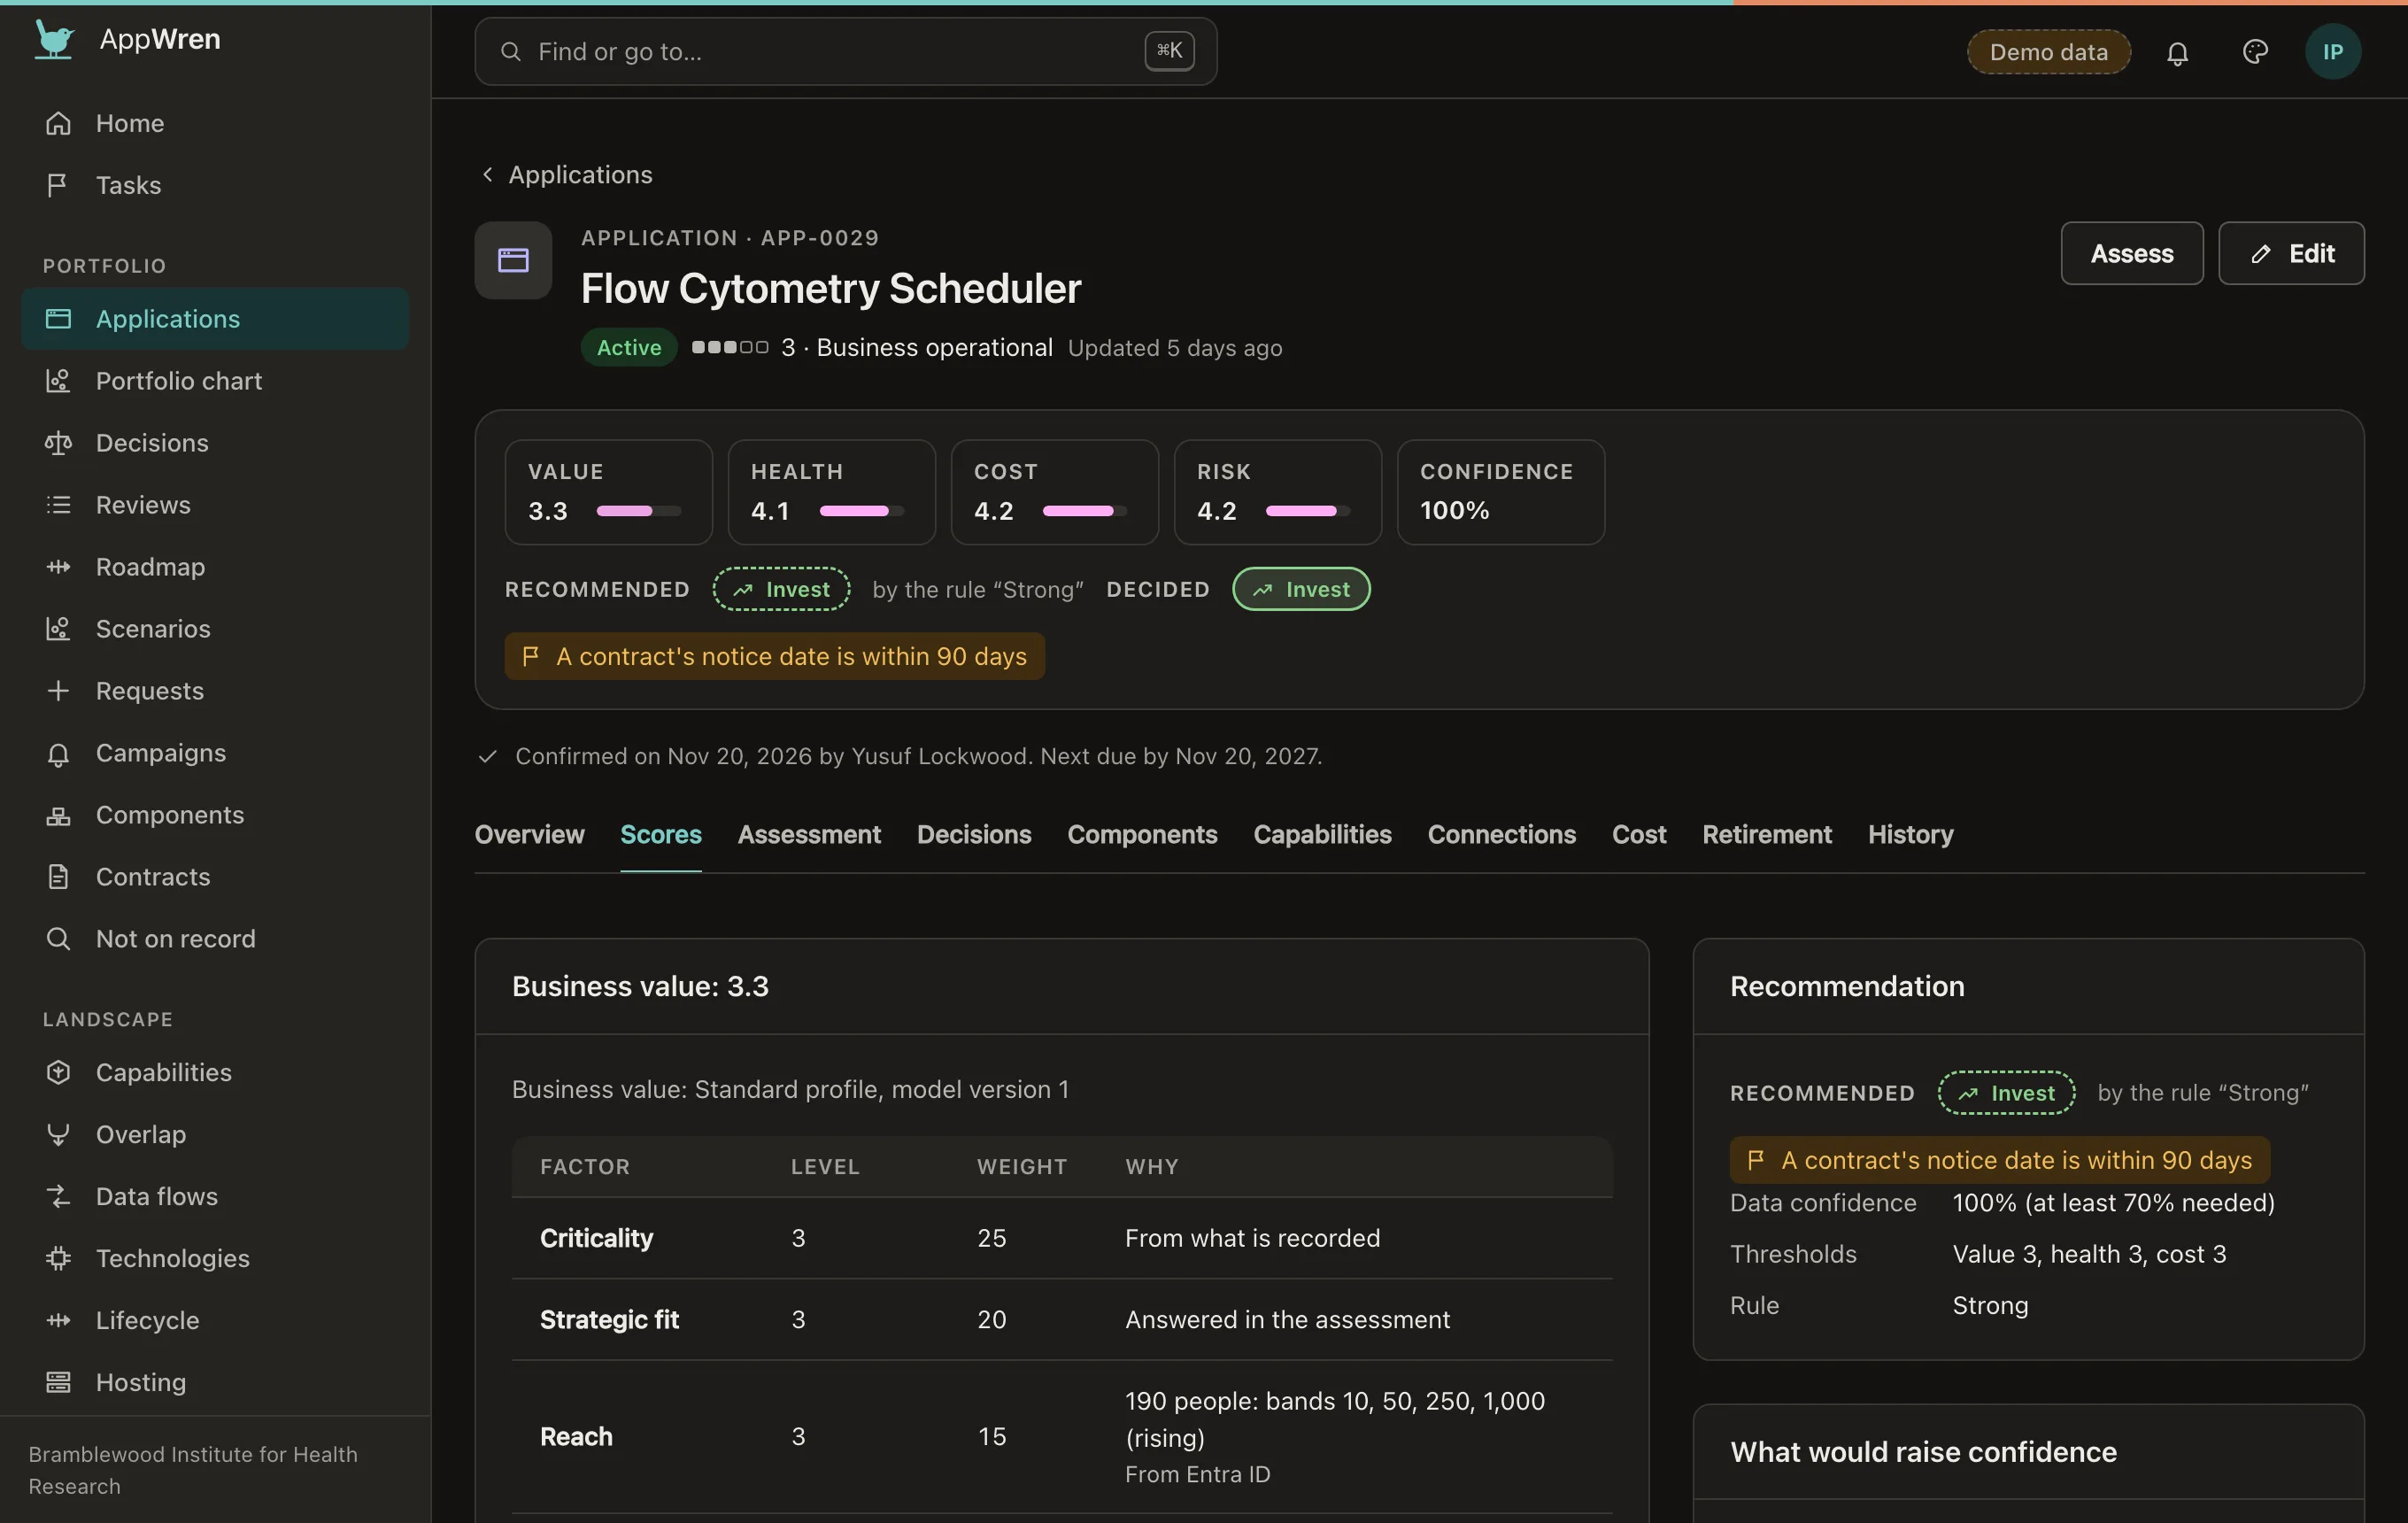 AppWren
Find or go to...
⌘K
Demo data
IP
Home
Tasks
PORTFOLIO
Applications
Portfolio chart
Decisions
Reviews
Roadmap
Scenarios
Requests
Campaigns
Components
Contracts
Not on record
LANDSCAPE
Capabilities
Overlap
Data flows
Technologies
Lifecycle
Hosting
Bramblewood Institute for Health
Research
Applications
APPLICATION · APP-0029
Flow Cytometry Scheduler
Assess
Edit
Active 3 · Business operational Updated 5 days ago
VALUE
3.3
HEALTH
4.1
COST
4.2
RISK
4.2
CONFIDENCE
100%
RECOMMENDED Invest by the rule “Strong” DECIDED Invest
A contract's notice date is within 90 days
Confirmed on Nov 20, 2026 by Yusuf Lockwood. Next due by Nov 20, 2027.
Overview Scores Assessment Decisions Components Capabilities Connections Cost Retirement History
Business value: 3.3
Business value: Standard profile, model version 1
FACTOR LEVEL WEIGHT WHY
Criticality 3 25 From what is recorded
Strategic fit 3 20 Answered in the assessment
Reach 3 15 190 people: bands 10, 50, 250, 1,000
(rising)
From Entra ID
Recommendation
RECOMMENDED Invest by the rule “Strong”
A contract's notice date is within 90 days
Data confidence 100% (at least 70% needed)
Thresholds Value 3, health 3, cost 3
Rule Strong
What would raise confidence